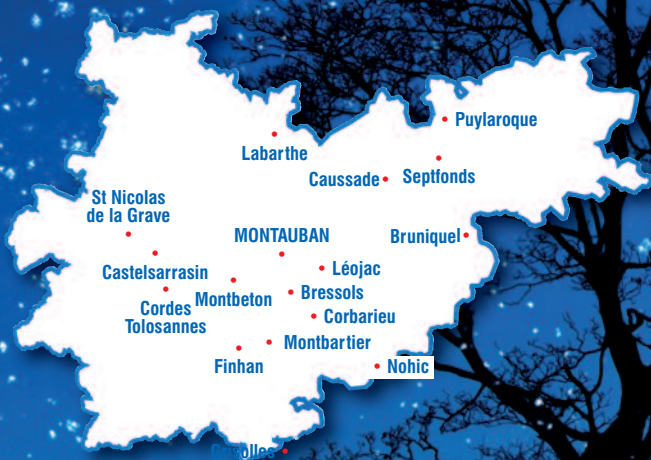 Puylaroque
Labarthe
Caussade
Septfonds
St Nicolas
de la Grave
MONTAUBAN
Bruniquel
Castelsarrasin
Léojac
Cordes
Tolosannes
Montbeton
Bressols
Corbarieu
Montbartier
Finhan
Nohic